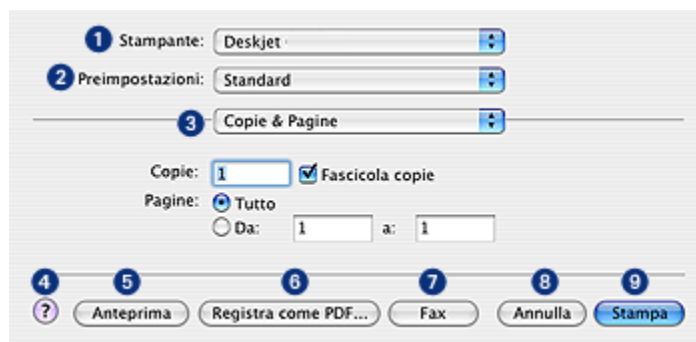 1 Stampante: Deskjet
2 Preimpostazioni: Standard
3 Copie & Pagine
Copie: 1 Fascicola copie
Pagine: Tutto
Da: 1 a: 1
4 5 6 7 8 9
? Anteprima Registra come PDF... Fax Annulla Stampa